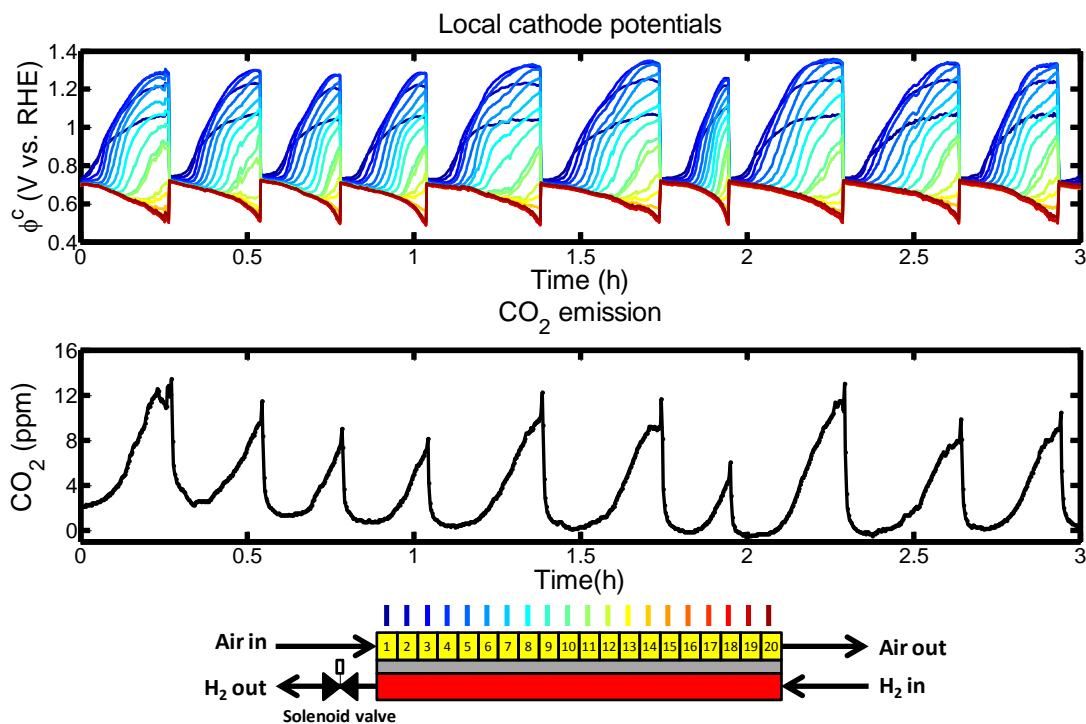 Local cathode potentials
1.4
1.2
1
0.8
0.6
0.4
ϕᶜ (V vs. RHE)
0 0.5 1 1.5 2 2.5 3
Time (h)
CO₂ emission
16
12
8
4
0
CO₂ (ppm)
0 0.5 1 1.5 2 2.5 3
Time(h)
Air in 1 2 3 4 5 6 7 8 9 10 11 12 13 14 15 16 17 18 19 20 Air out
H₂ out H₂ in
Solenoid valve